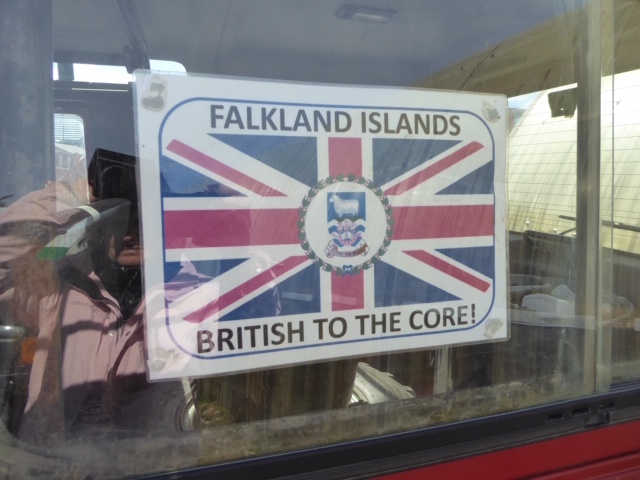 FALKLAND ISLANDS
BRITISH TO THE CORE!